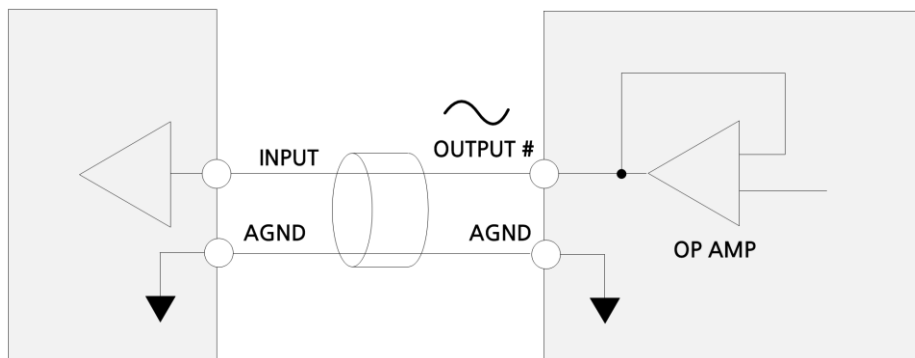 INPUT
OUTPUT #
AGND
AGND
OP AMP